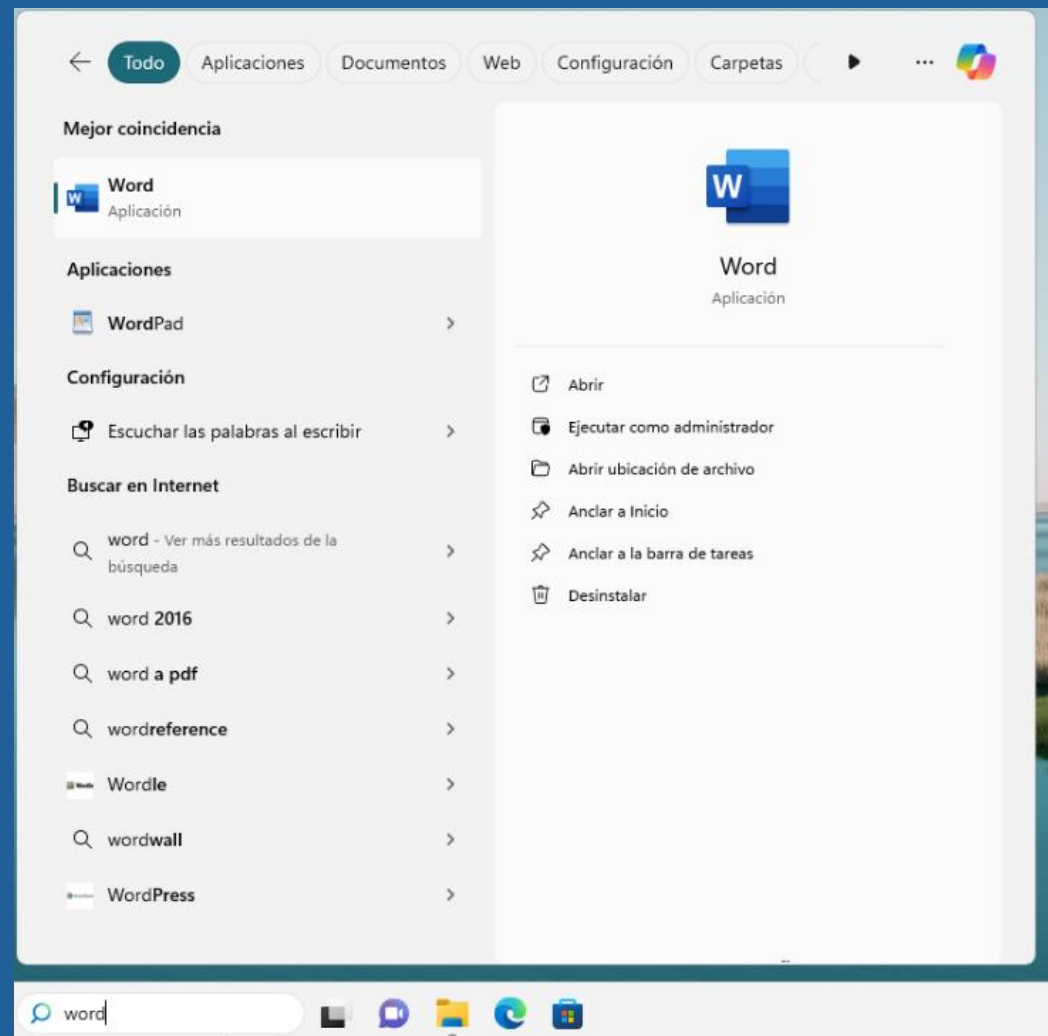 Todo Aplicaciones Documentos Web Configuración Carpetas
Mejor coincidencia
Word
Aplicación
Aplicaciones
WordPad
Configuración
Escuchar las palabras al escribir
Buscar en Internet
word - Ver más resultados de la
búsqueda
word 2016
word a pdf
wordreference
Wordle
wordwall
WordPress
W
Word
Aplicación
Abrir
Ejecutar como administrador
Abrir ubicación de archivo
Anclar a Inicio
Anclar a la barra de tareas
Desinstalar
word